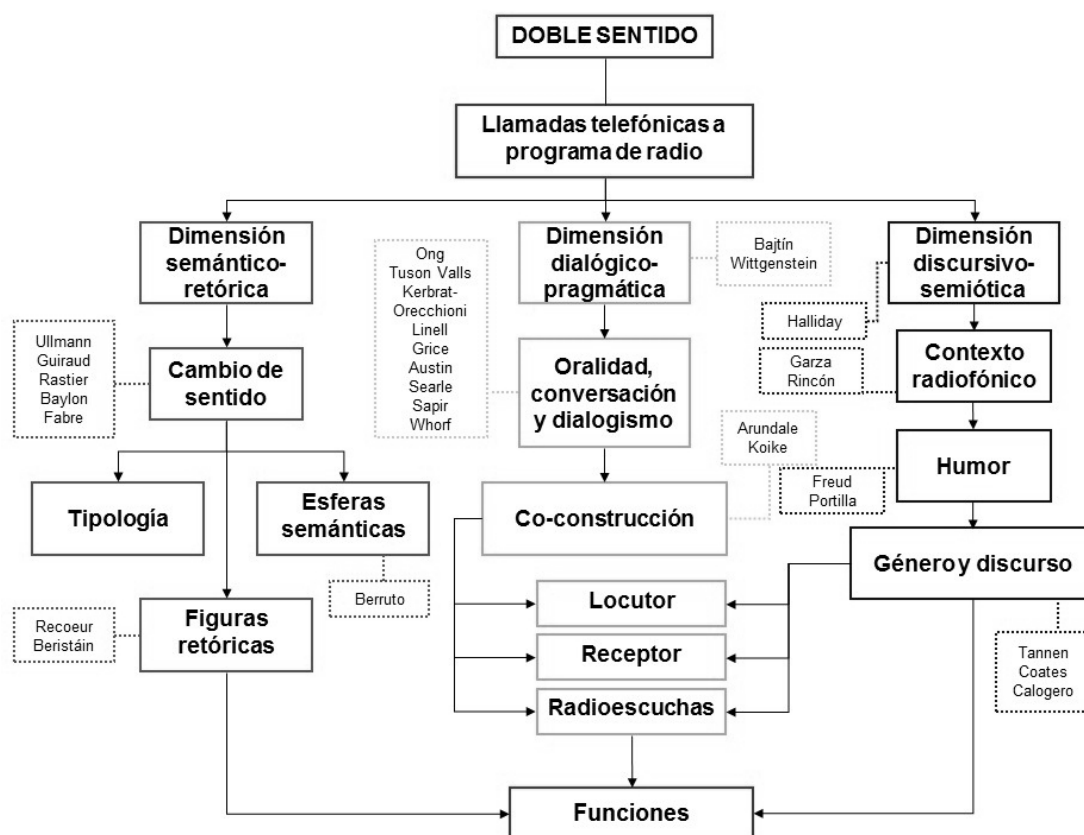 DOBLE SENTIDO
Llamadas telefónicas a
programa de radio
Dimensión
semántico-
retórica
Ong
Tuson Valls
Kerbrat-
Orecchioni
Linell
Grice
Austin
Searle
Sapir
Whorf
Dimensión
dialógico-
pragmática
Bajtín
Wittgenstein
Dimensión
discursivo-
semiótica
Halliday
Ullmann
Guiraud
Rastier
Baylon
Fabre
Cambio de
sentido
Oralidad,
conversación
y dialogismo
Garza
Rincón
Contexto
radiofónico
Arundale
Koike
Humor
Freud
Portilla
Tipología
Esferas
semánticas
Co-construcción
Género y discurso
Berruto
Locutor
Recoeur
Beristáin
Figuras
retóricas
Receptor
Tannen
Coates
Calogero
Radioescuchas
Funciones